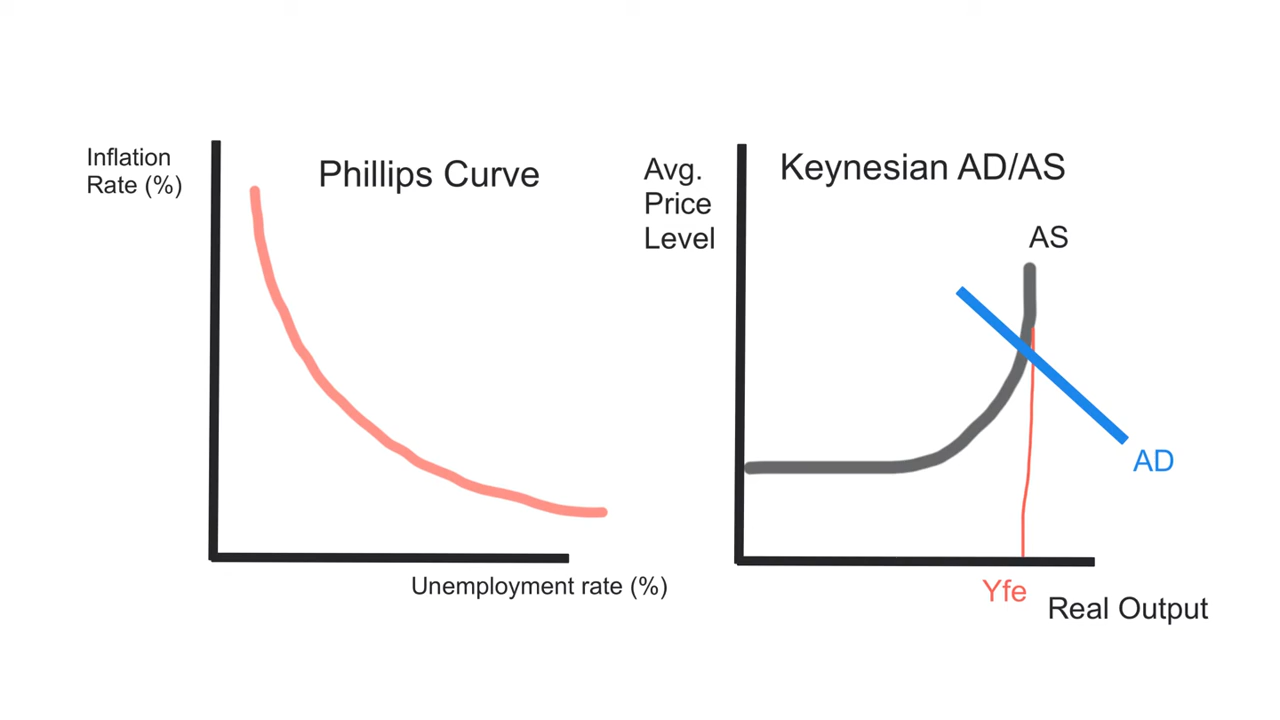 Inflation
Rate (%)
Phillips Curve
Unemployment rate (%)
Avg.
Price
Level
Keynesian AD/AS
AS
AD
Yfe
Real Output